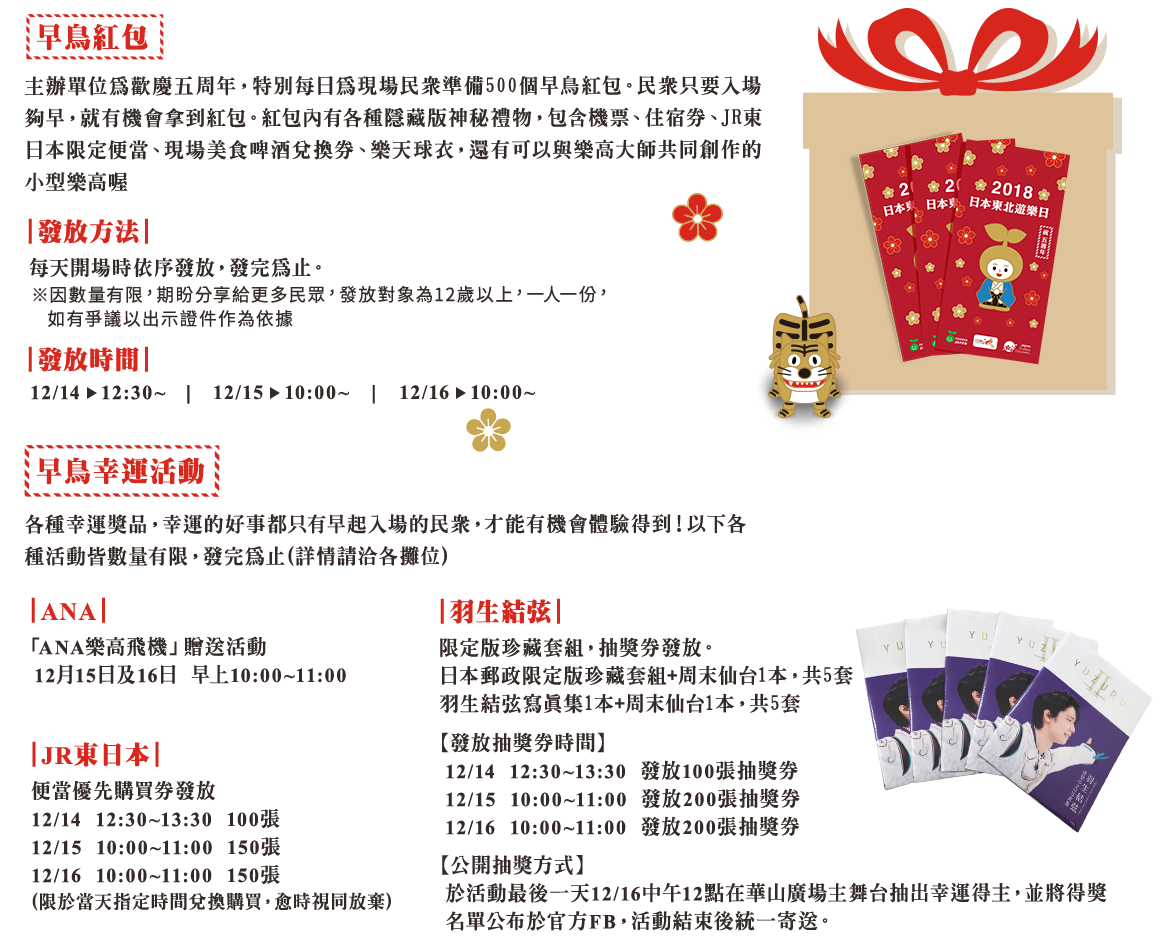 早鳥紅包
主辦單位為歡慶五周年，特別每日為現場民衆準備500個早鳥紅包。民衆只要入場
夠早，就有機會拿到紅包。紅包內有各種隱藏版神秘禮物，包含機票、住宿券、JR東
日本限定便當、現場美食啤酒兌換券、樂天球衣，還有可以與樂高大師共同創作的
小型樂高喔
2018
日本東北遊樂日
祝五週年
|發放方法|
每天開場時依序發放，發完為止。
※因數量有限，期盼分享給更多民眾，發放對象為12歲以上，一人一份，
如有爭議以出示證件作為依據
|發放時間|
12/14▶12:30~ | 12/15▶10:00~ | 12/16▶10:00~
早鳥幸運活動
各種幸運獎品，幸運的好事都只有早起入場的民衆，才能有機會體驗得到！以下各
種活動皆數量有限，發完為止(詳情請洽各攤位)
|ANA|
「ANA樂高飛機」贈送活動
12月15日及16日 早上10:00~11:00
|JR東日本|
便當優先購買券發放
12/14 12:30~13:30 100張
12/15 10:00~11:00 150張
12/16 10:00~11:00 150張
(限於當天指定時間兌換購買，愈時視同放棄)
|羽生結弦|
限定版珍藏套組，抽獎券發放。
日本郵政限定版珍藏套組+周末仙台1本，共5套
羽生結弦寫眞集1本+周末仙台1本，共5套
【發放抽獎券時間】
12/14 12:30~13:30 發放100張抽獎券
12/15 10:00~11:00 發放200張抽獎券
12/16 10:00~11:00 發放200張抽獎券
【公開抽獎方式】
於活動最後一天12/16中午12點在華山廣場主舞台抽出幸運得主，並將得獎
名單公布於官方FB，活動結束後統一寄送。
YUZURU
II
羽生結弦